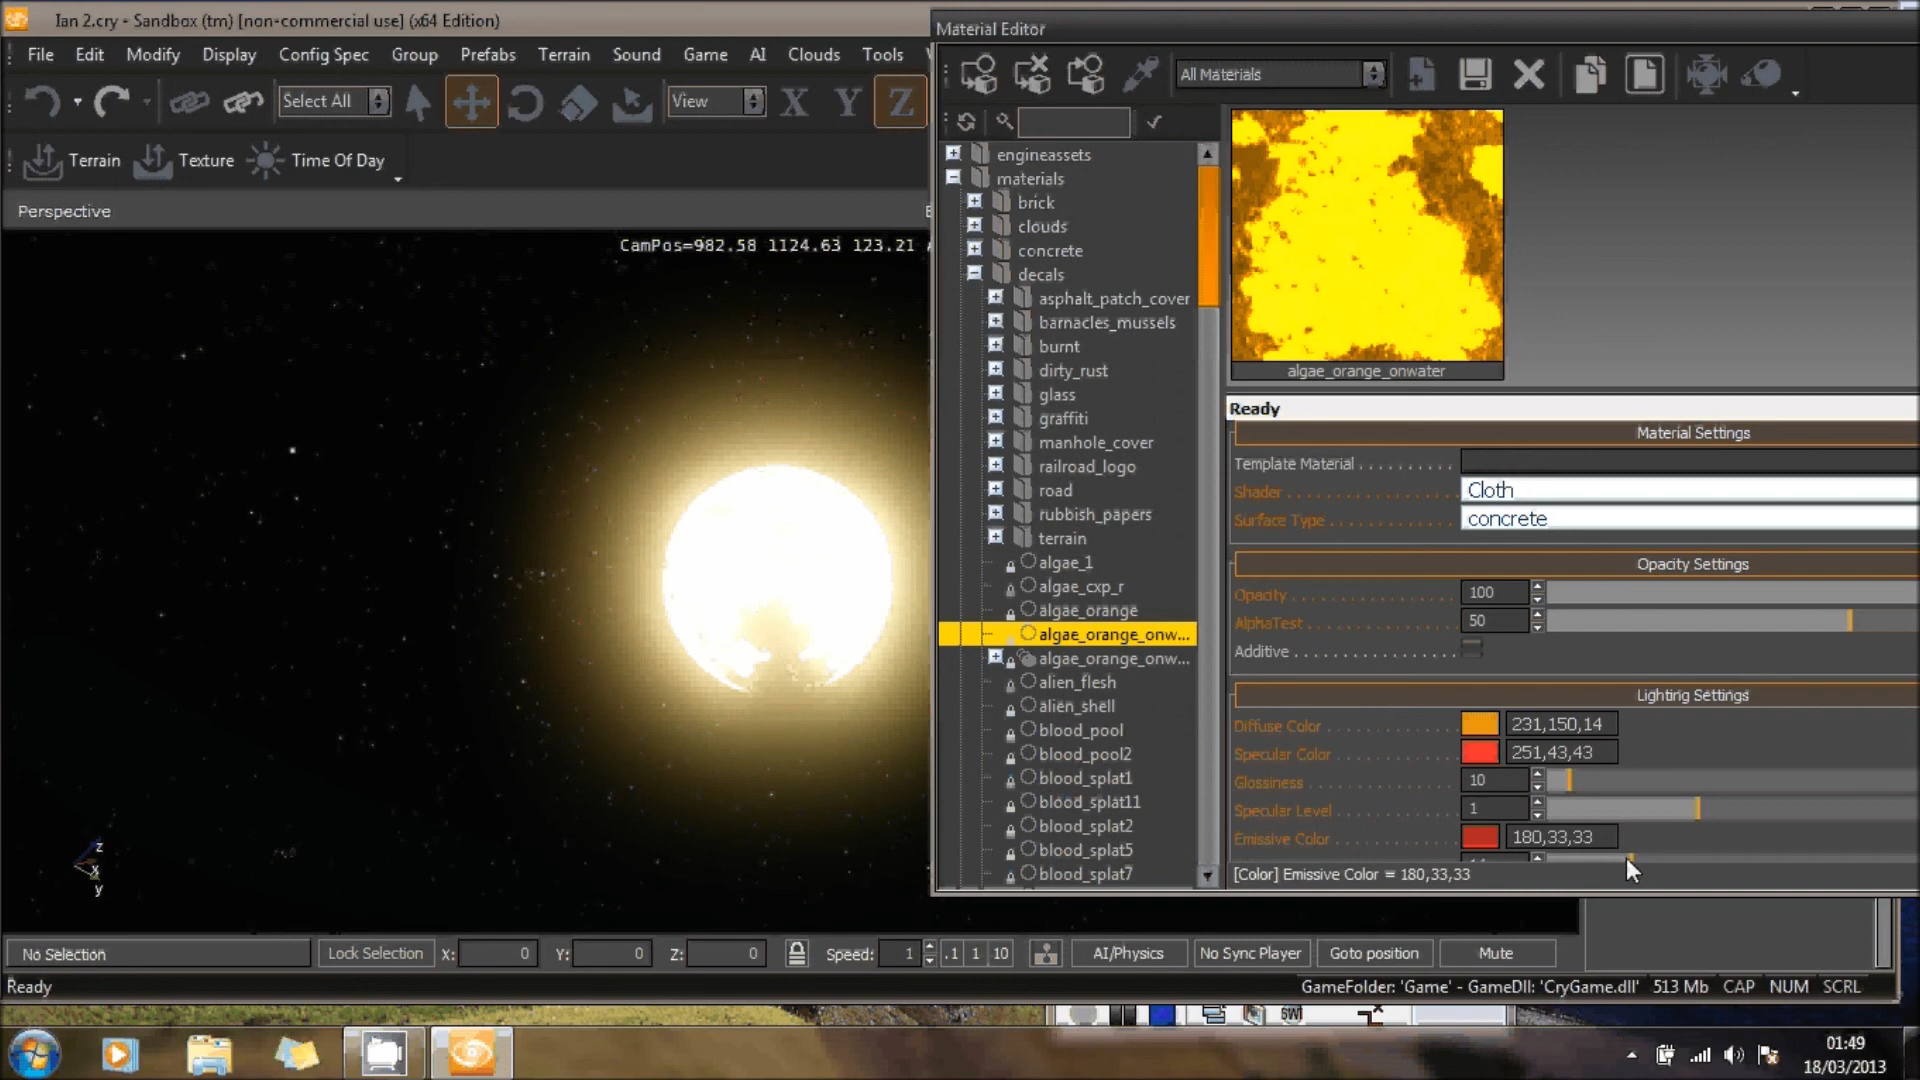 Ian 2.cry - Sandbox (tm) [non-commercial use] (x64 Edition)
File Edit Modify Display Config Spec Group Prefabs Terrain Sound Game AI Clouds Tools
Select All View X Y Z
Terrain Texture Time Of Day
Perspective
CamPos=982.58 1124.63 123.21
Material Editor
All Materials
engineassets
materials
brick
clouds
concrete
decals
asphalt_patch_cover
barnacles_mussels
burnt
dirty_rust
glass
graffiti
manhole_cover
railroad_logo
road
rubbish_papers
terrain
algae_1
algae_cxp_r
algae_orange
algae_orange_onw...
algae_orange_onw...
alien_flesh
alien_shell
blood_pool
blood_pool2
blood_splat1
blood_splat11
blood_splat2
blood_splat5
blood_splat7
algae_orange_onwater
Ready
Material Settings
Template Material
Shader Cloth
Surface Type concrete
Opacity Settings
Opacity 100
AlphaTest 50
Additive
Lighting Settings
Diffuse Color 231,150,14
Specular Color 251,43,43
Glossiness 10
Specular Level 1
Emissive Color 180,33,33
[Color] Emissive Color = 180,33,33
z
x
y
No Selection Lock Selection X: 0 Y: 0 Z: 0 Speed: 1 .1 1 10 AI/Physics No Sync Player Goto position Mute
Ready GameFolder: 'Game' - GameDll: 'CryGame.dll' 513 Mb CAP NUM SCRL
SWI
01:49
18/03/2013